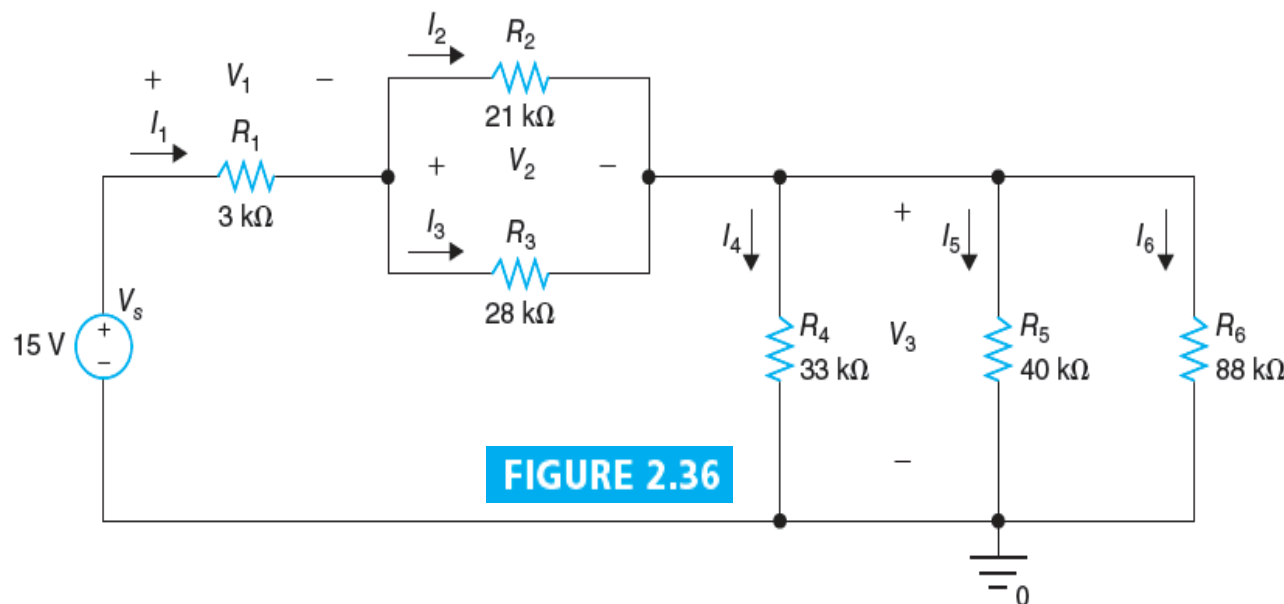 I2
R2
+ V1 −
21 kΩ
I1
R1
+ V2 −
3 kΩ
I3
R3
28 kΩ
15 V
+
−
Vs
I4
R4
33 kΩ
+
V3
−
I5
R5
40 kΩ
I6
R6
88 kΩ
FIGURE 2.36
0